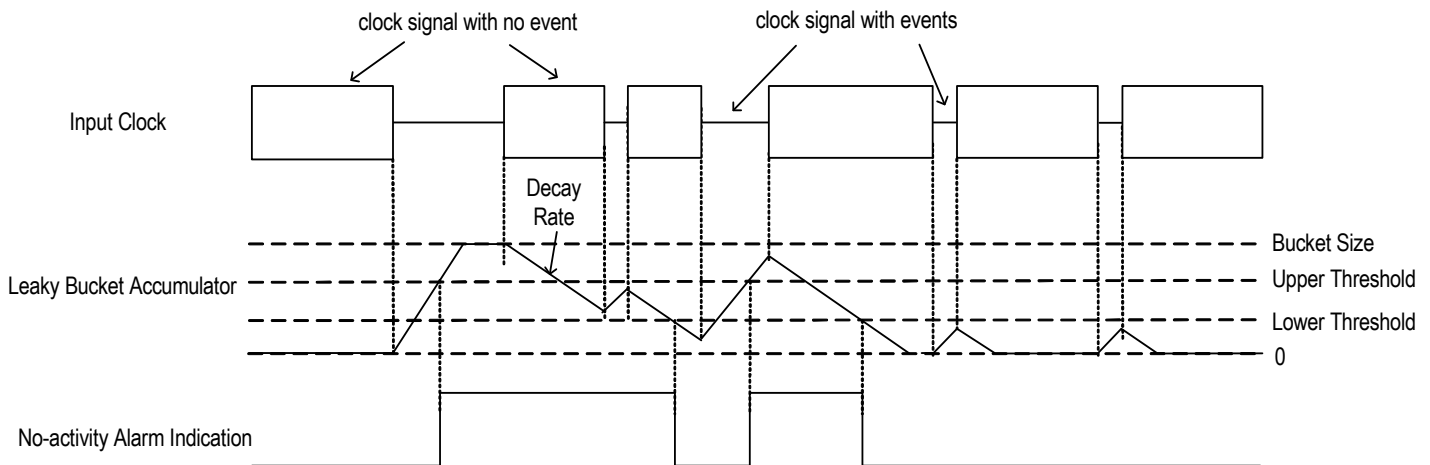 clock signal with no event
clock signal with events
Input Clock
Decay
Rate
Bucket Size
Leaky Bucket Accumulator
Upper Threshold
Lower Threshold
0
No-activity Alarm Indication